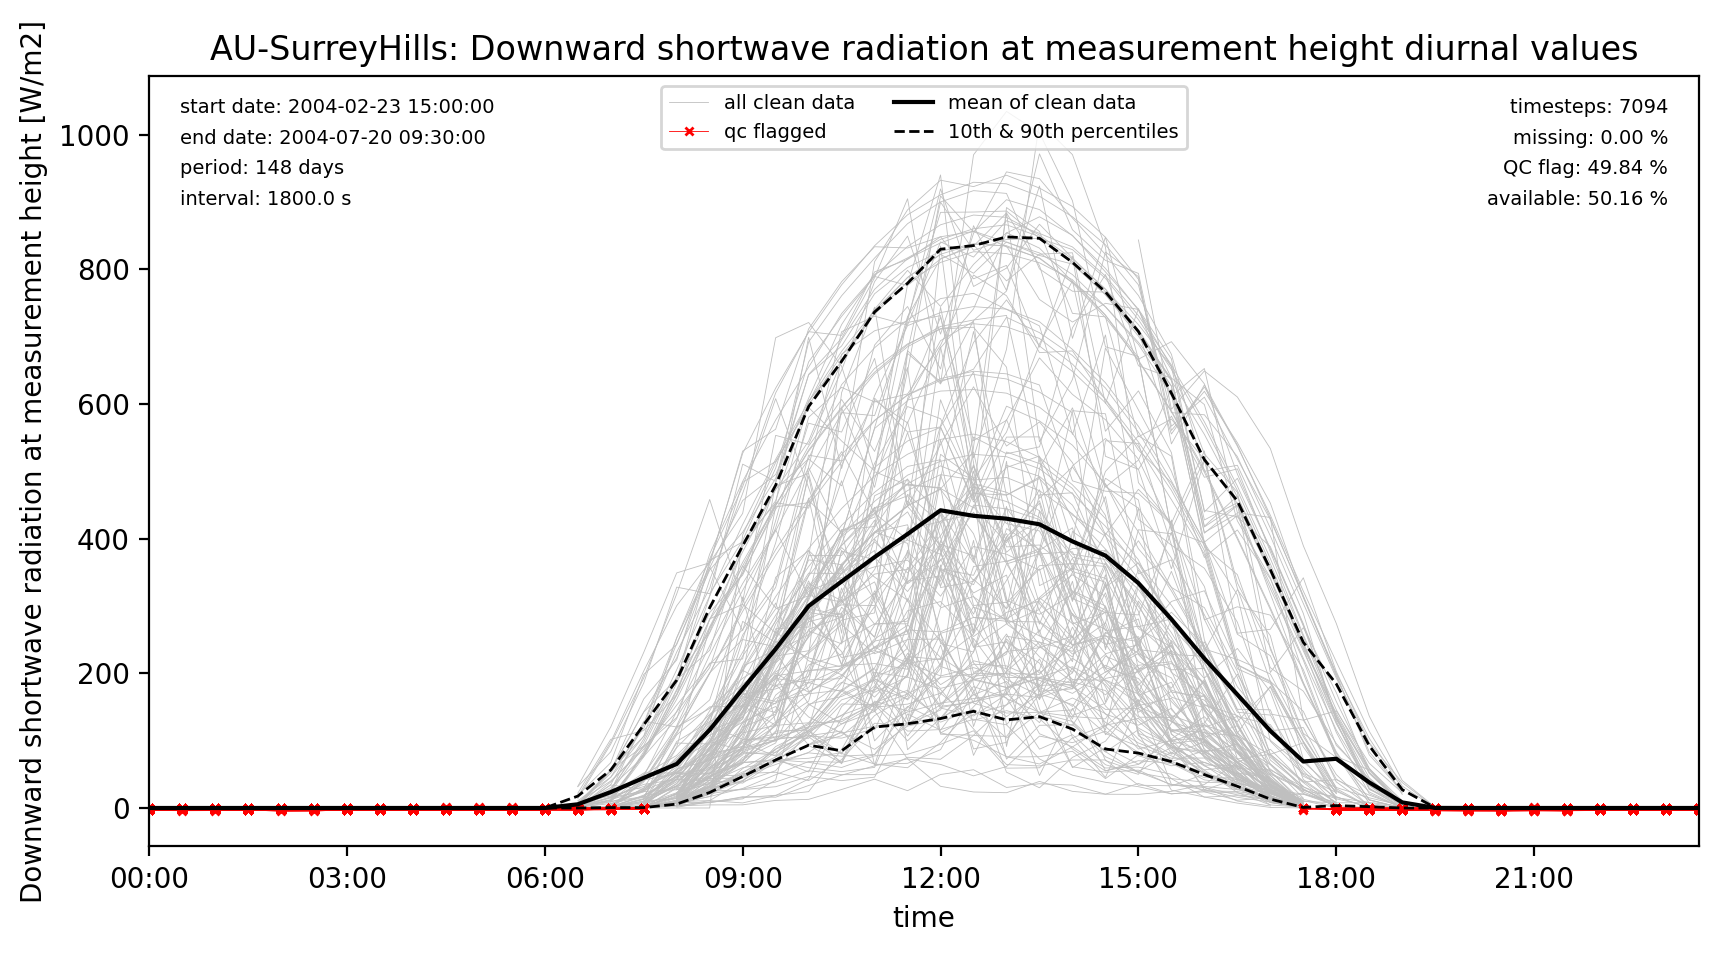 AU-SurreyHills: Downward shortwave radiation at measurement height diurnal values
Downward shortwave radiation at measurement height [W/m2]
start date: 2004-02-23 15:00:00
end date: 2004-07-20 09:30:00
period: 148 days
interval: 1800.0 s
all clean data
qc flagged
mean of clean data
10th & 90th percentiles
timesteps: 7094
missing: 0.00 %
QC flag: 49.84 %
available: 50.16 %
1000
800
600
400
200
0
00:00 03:00 06:00 09:00 12:00 15:00 18:00 21:00
time